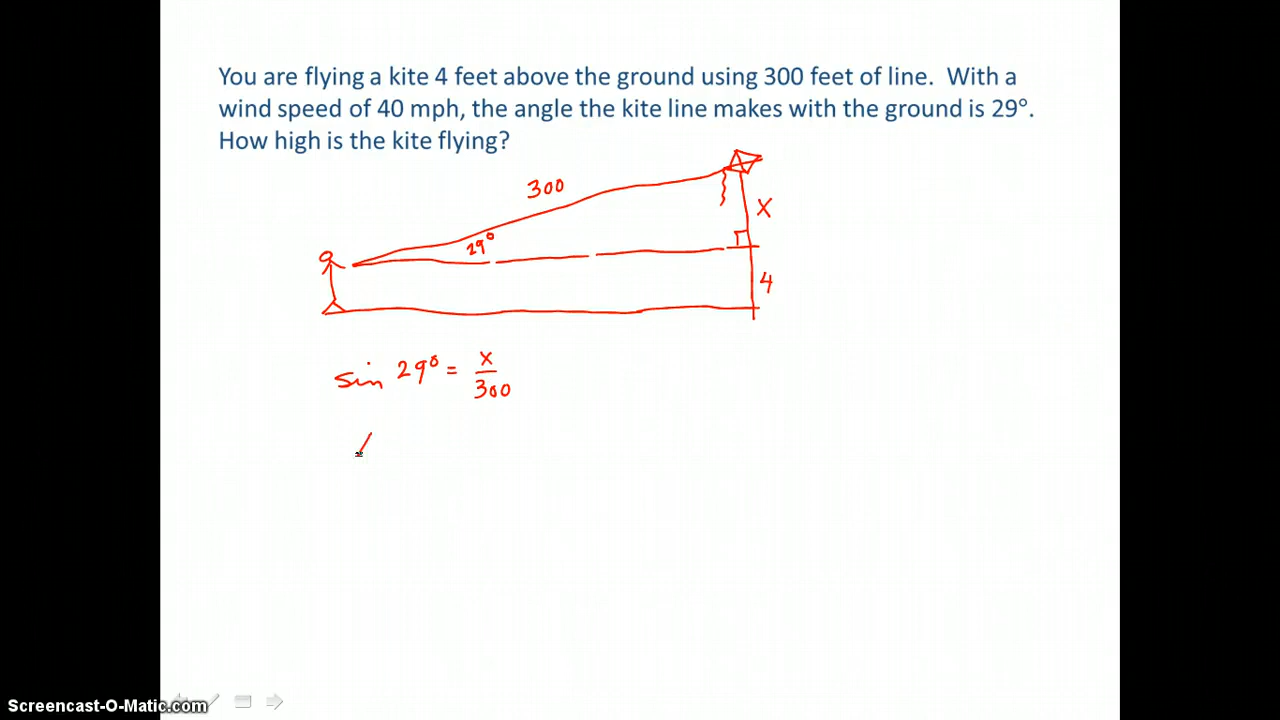 You are flying a kite 4 feet above the ground using 300 feet of line. With a
wind speed of 40 mph, the angle the kite line makes with the ground is 29°.
How high is the kite flying?
300
x
29°
4
sin 29° = x/300
Screencast-O-Matic.com